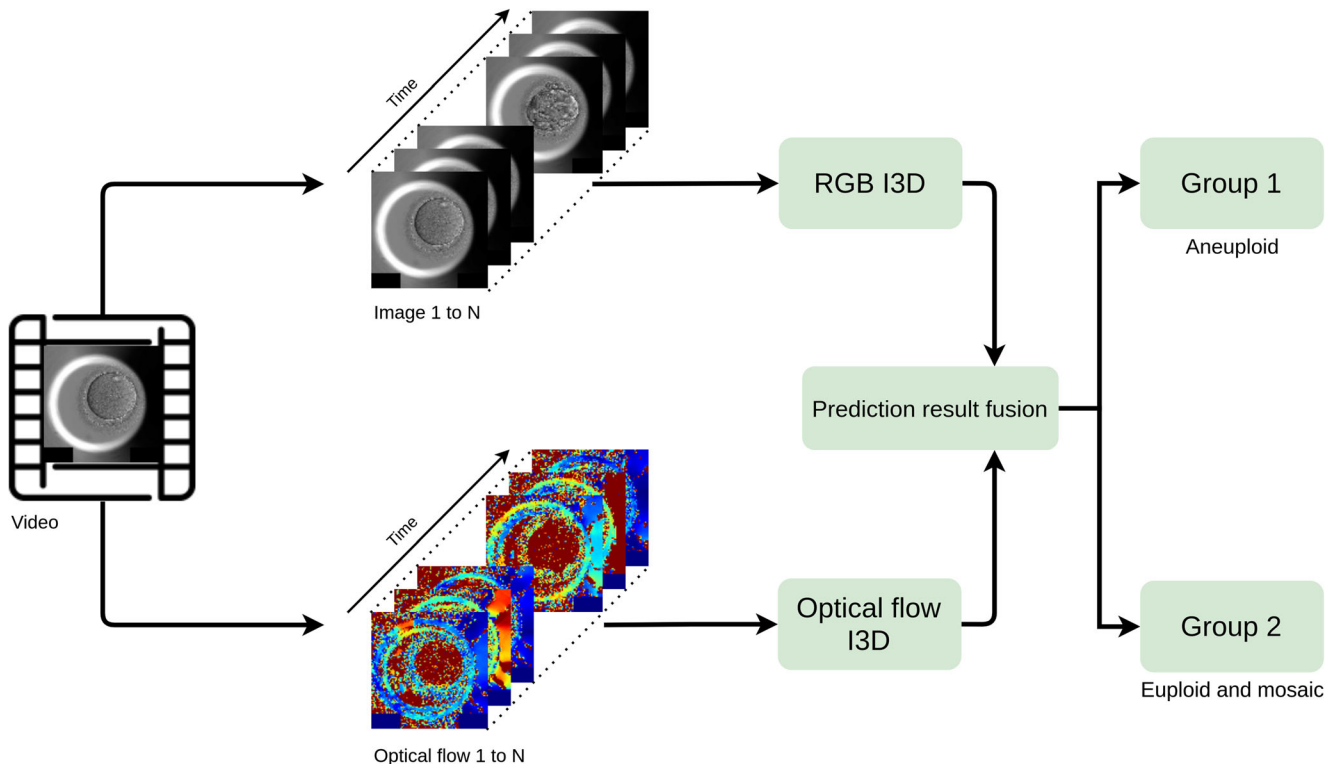 Time
Image 1 to N
RGB I3D
Group 1
Aneuploid
Video
Prediction result fusion
Time
Optical flow 1 to N
Optical flow
I3D
Group 2
Euploid and mosaic